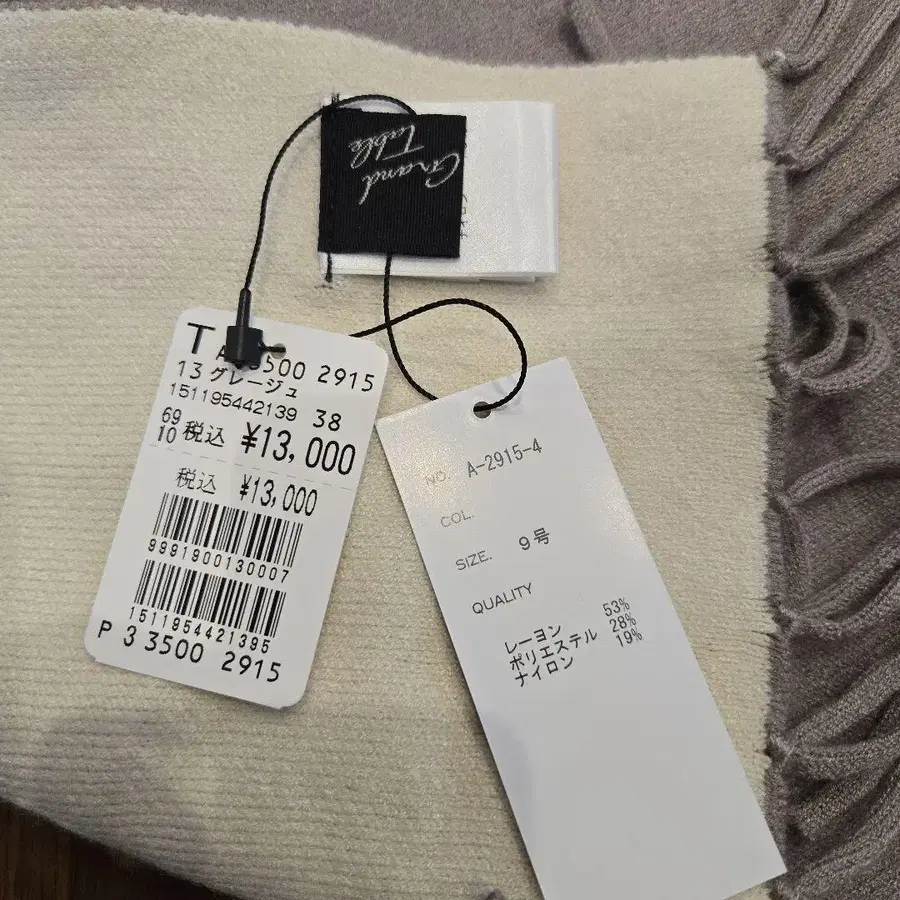 Grand
Table
T A 33500 2915
13 グレージュ
151195442139 38
69
10 税込 ¥13,000
税込 ¥13,000
9991900130007
1511954421395
P 3 3500 2915
NO. A-2915-4
COL.
SIZE. 9号
QUALITY
レーヨン 53%
ポリエステル 28%
ナイロン 19%